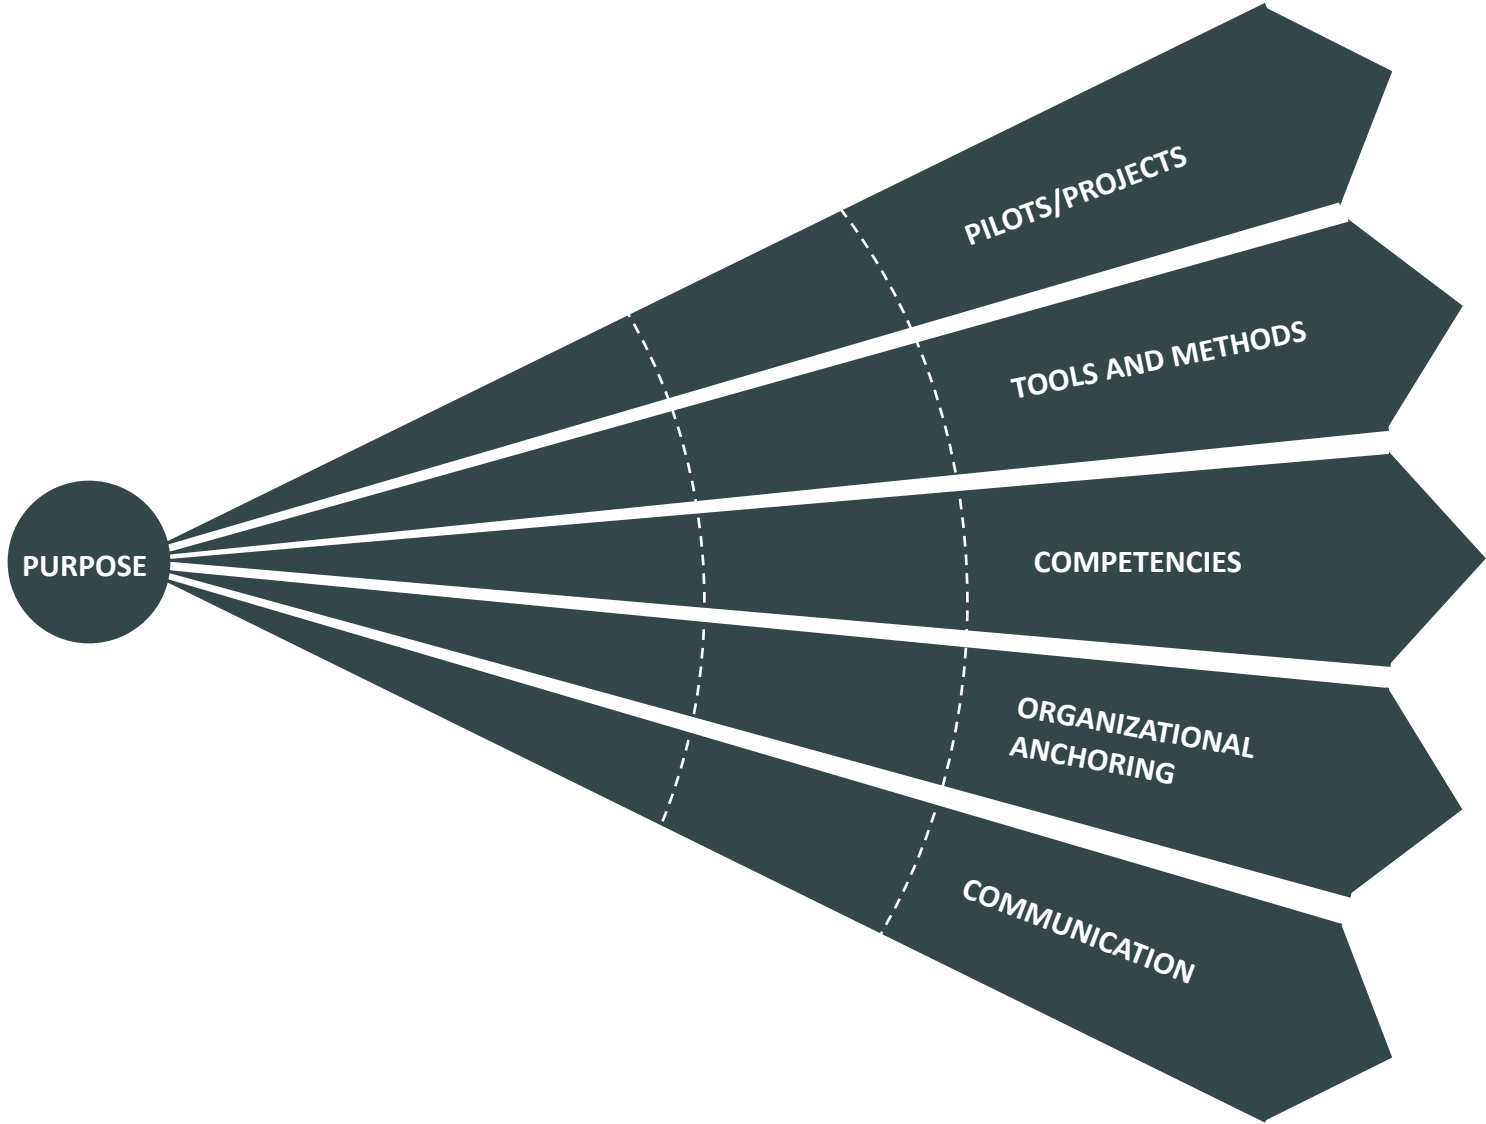 PURPOSE
PILOTS/PROJECTS
TOOLS AND METHODS
COMPETENCIES
ORGANIZATIONAL
ANCHORING
COMMUNICATION